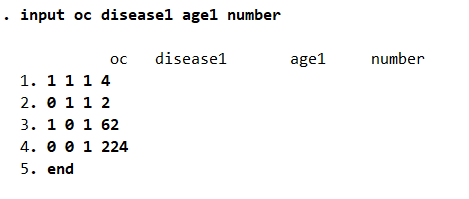 . input oc disease1 age1 number
oc disease1 age1 number
1. 1 1 1 4
2. 0 1 1 2
3. 1 0 1 62
4. 0 0 1 224
5. end